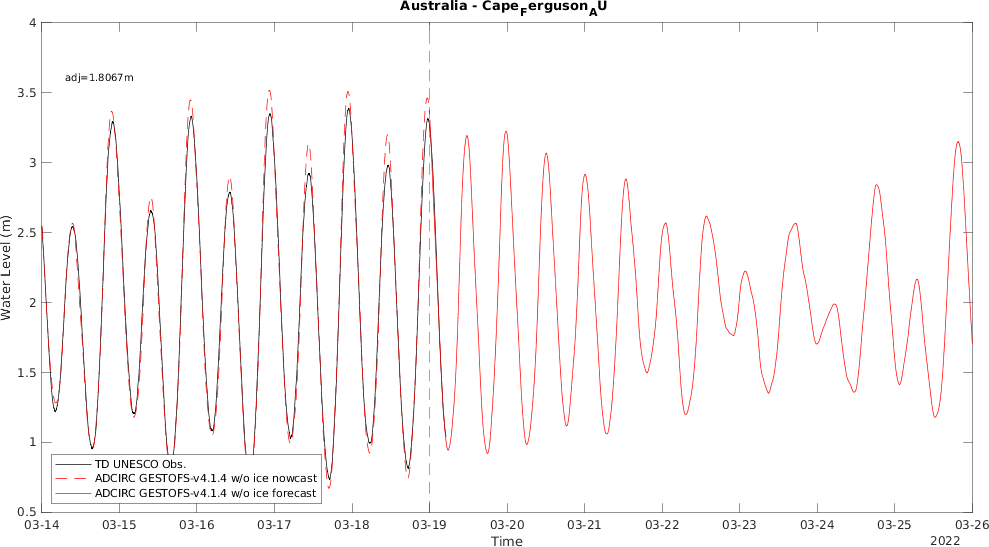 Australia - CapeFergusonAU
4
adj=1.8067m
3.5
3
2.5
2
1.5
1
0.5
Water Level (m)
TD UNESCO Obs.
ADCIRC GESTOFS-v4.1.4 w/o ice nowcast
ADCIRC GESTOFS-v4.1.4 w/o ice forecast
03-14 03-15 03-16 03-17 03-18 03-19 03-20 03-21 03-22 03-23 03-24 03-25 03-26
Time
2022